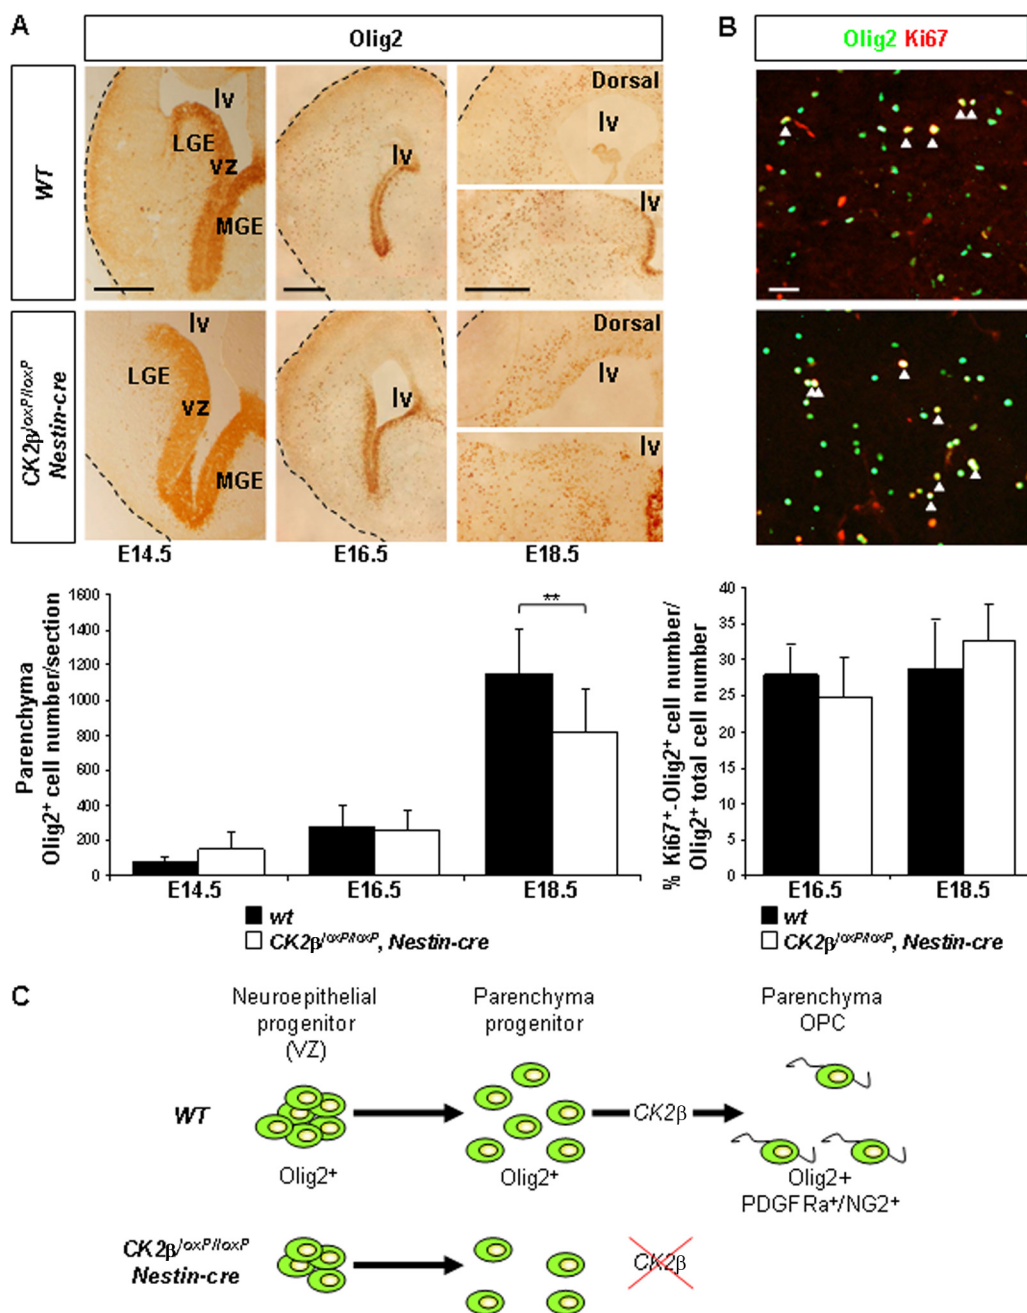 A
B
Olig2
Olig2 Ki67
WT
lv
LGE
vz
MGE
lv
Dorsal
lv
lv
CK2β^loxP/loxP
Nestin-cre
lv
LGE
vz
MGE
lv
Dorsal
lv
lv
E14.5
E16.5
E18.5
Parenchyma
Olig2⁺ cell number/section
1600
1400
1200
1000
800
600
400
200
0
**
E14.5
E16.5
E18.5
wt
CK2β^loxP/loxP, Nestin-cre
% Ki67⁺-Olig2⁺ cell number/
Olig2⁺ total cell number
40
35
30
25
20
15
10
5
0
E16.5
E18.5
wt
CK2β^loxP/loxP, Nestin-cre
C
Neuroepithelial
progenitor
(VZ)
Parenchyma
progenitor
Parenchyma
OPC
WT
CK2β
Olig2+
Olig2⁺
Olig2+
PDGFRa⁺/NG2⁺
CK2β^loxP/loxP
Nestin-cre
CK2β